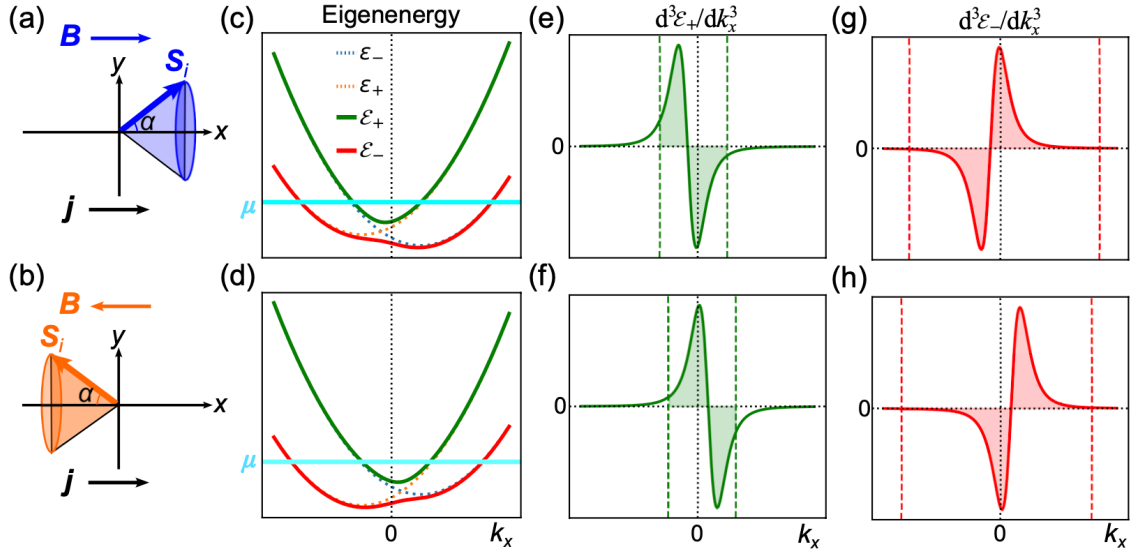 (a)
B
S_i
y
α
x
j
(c)
Eigenenergy
ε_−
ε_+
ℰ_+
ℰ_−
μ
(e)
d³ℰ_+/dk_x³
0
(g)
d³ℰ_−/dk_x³
0
(b)
B
S_i
y
α
x
j
(d)
μ
0
k_x
(f)
0
0
(h)
0
0
k_x